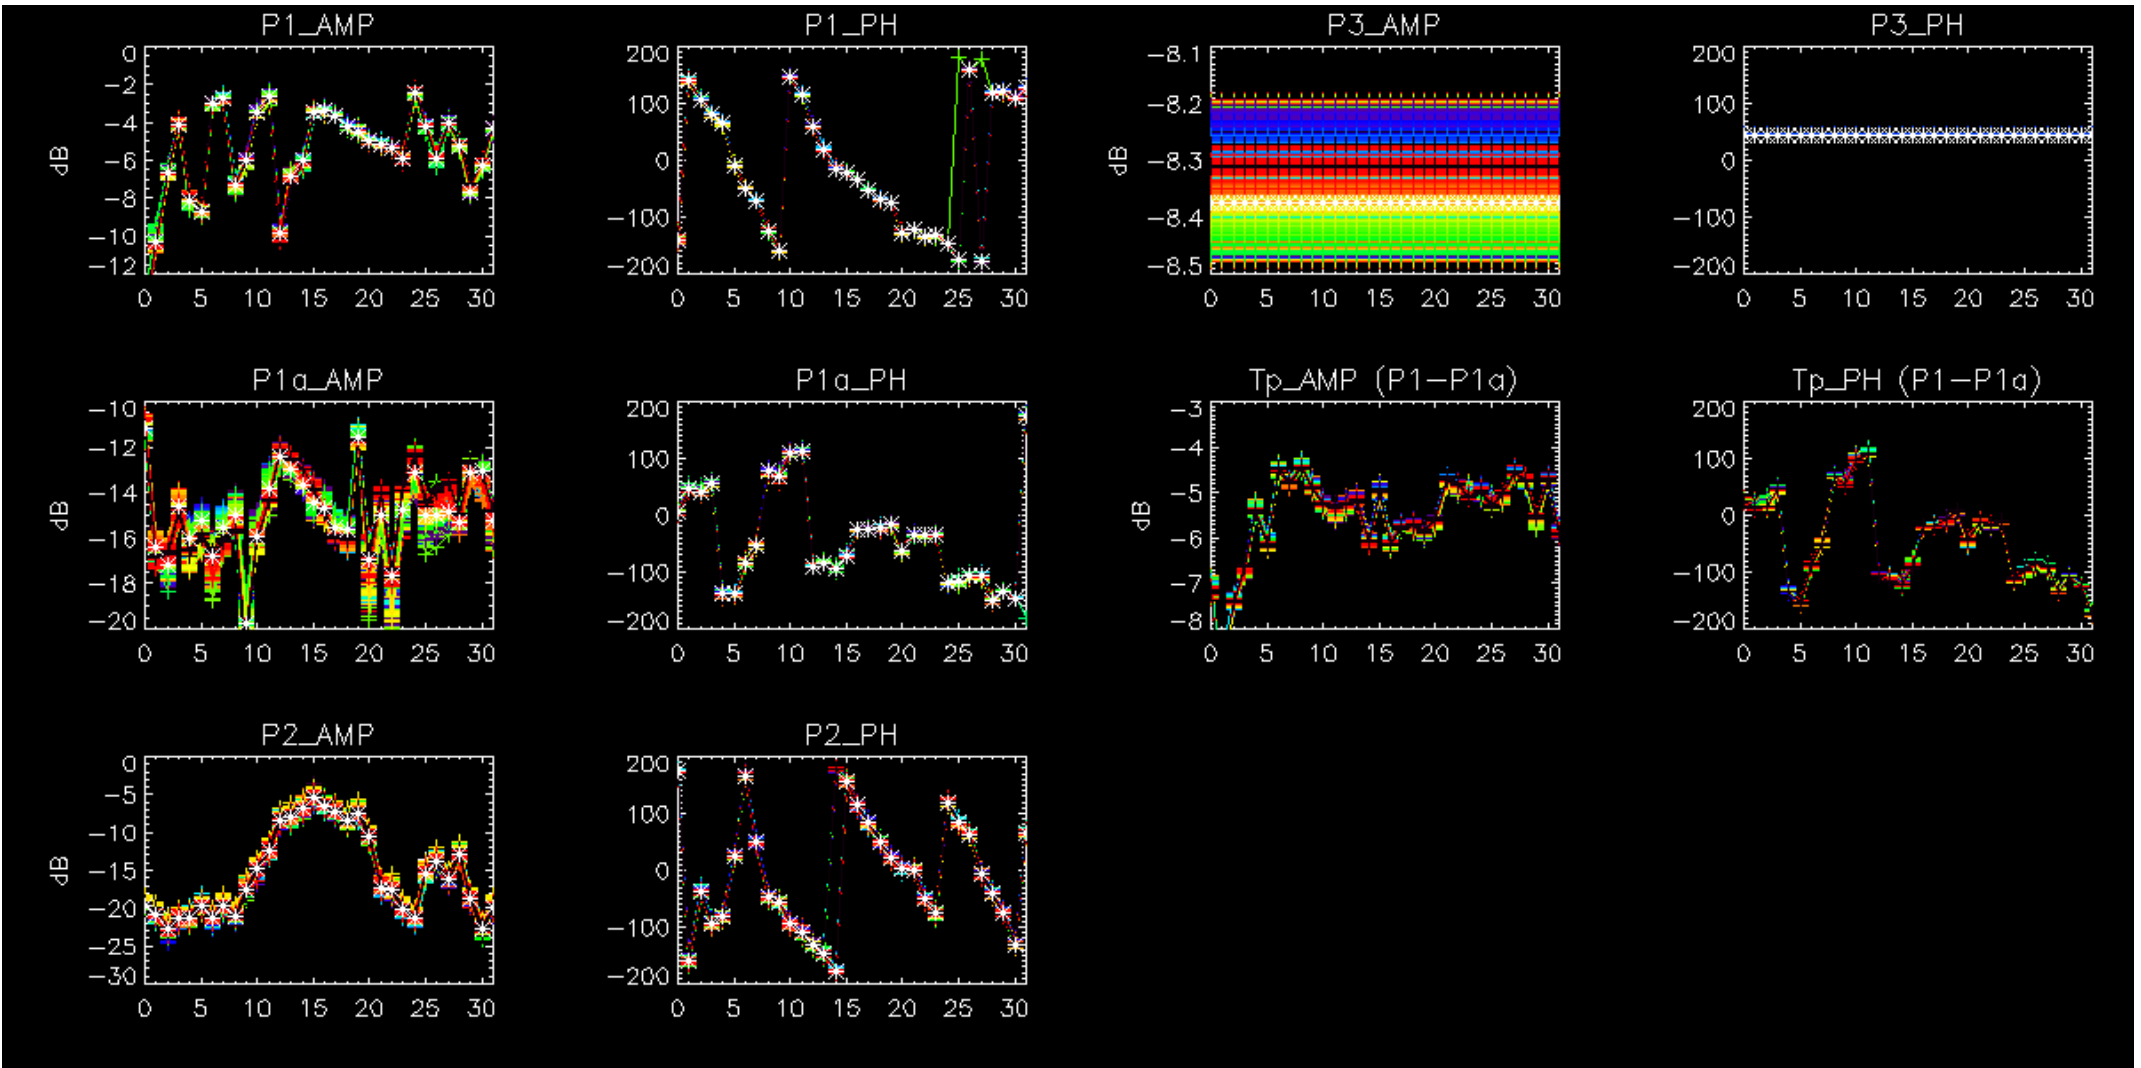 P1_AMP
P1_PH
P3_AMP
P3_PH
0
−2
−4
−6
−8
−10
−12
dB
0 5 10 15 20 25 30
200
100
0
−100
−200
0 5 10 15 20 25 30
−8.1
−8.2
−8.3
−8.4
−8.5
dB
0 5 10 15 20 25 30
200
100
0
−100
−200
0 5 10 15 20 25 30
P1a_AMP
P1a_PH
Tp_AMP (P1−P1a)
Tp_PH (P1−P1a)
−10
−12
−14
−16
−18
−20
dB
0 5 10 15 20 25 30
200
100
0
−100
−200
0 5 10 15 20 25 30
−3
−4
−5
−6
−7
−8
dB
0 5 10 15 20 25 30
200
100
0
−100
−200
0 5 10 15 20 25 30
P2_AMP
P2_PH
0
−5
−10
−15
−20
−25
−30
dB
0 5 10 15 20 25 30
200
100
0
−100
−200
0 5 10 15 20 25 30